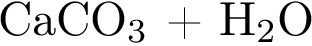 CaCO₃ + H₂O